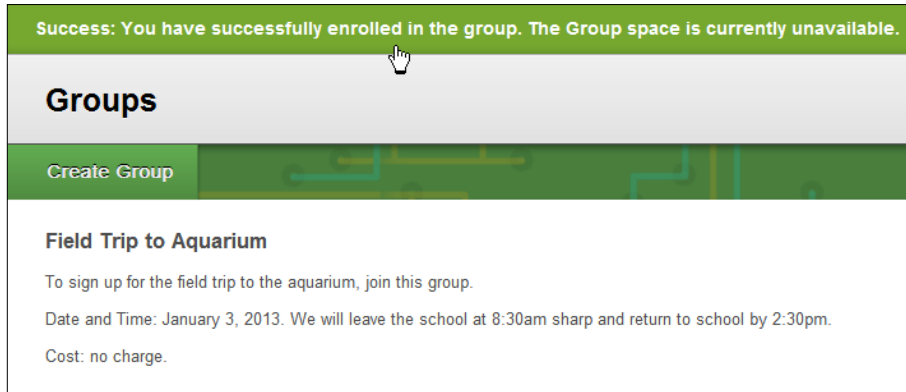 Success: You have successfully enrolled in the group. The Group space is currently unavailable.
Groups
Create Group
Field Trip to Aquarium
To sign up for the field trip to the aquarium, join this group.
Date and Time: January 3, 2013. We will leave the school at 8:30am sharp and return to school by 2:30pm.
Cost: no charge.